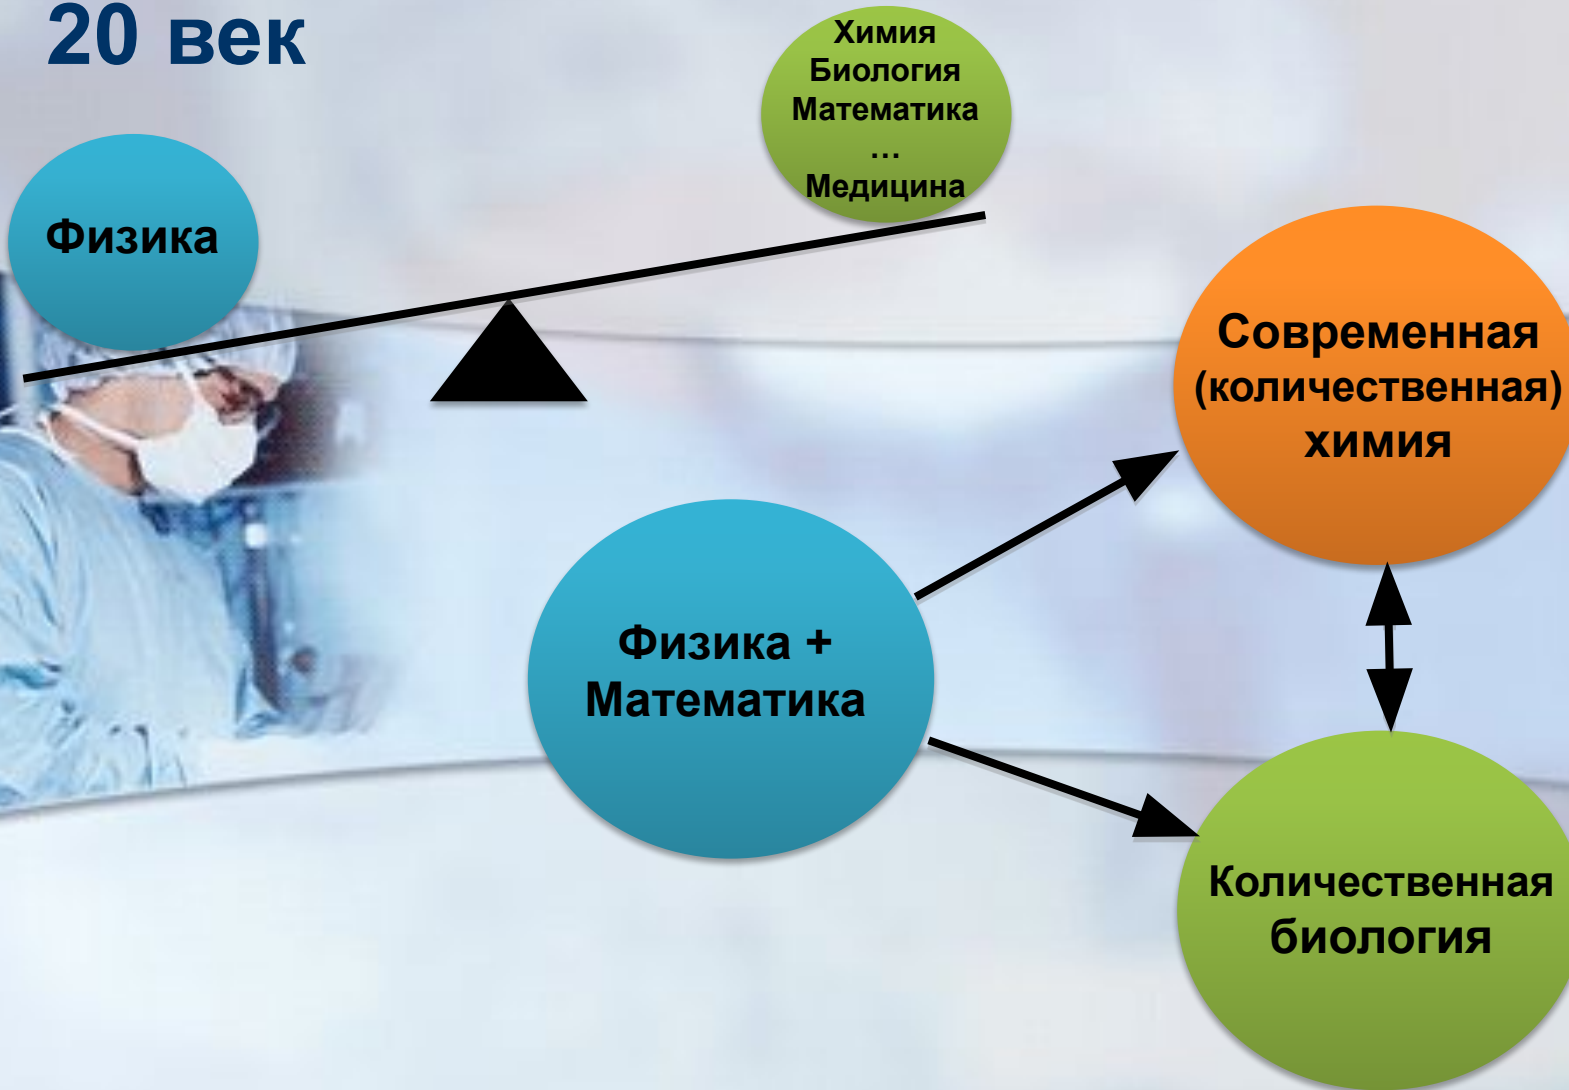 20 век
Химия
Биология
Математика
…
Медицина
Физика
Современная
(количественная)
химия
Физика +
Математика
Количественная
биология